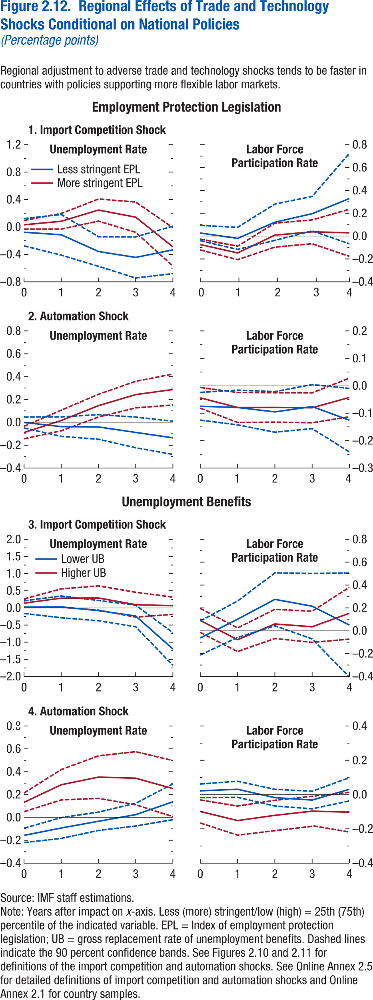 Figure 2.12.  Regional Effects of Trade and Technology
Shocks Conditional on National Policies
(Percentage points)
Regional adjustment to adverse trade and technology shocks tends to be faster in
countries with policies supporting more flexible labor markets.
Employment Protection Legislation
1. Import Competition Shock
Unemployment Rate
Less stringent EPL
More stringent EPL
1.2
0.8
0.4
0.0
–0.4
–0.8
0 1 2 3 4
Labor Force
Participation Rate
0.8
0.6
0.4
0.2
0.0
–0.2
–0.4
0 1 2 3 4
2. Automation Shock
Unemployment Rate
0.8
0.6
0.4
0.2
0.0
–0.2
–0.4
0 1 2 3 4
Labor Force
Participation Rate
0.2
0.1
0.0
–0.1
–0.2
–0.3
0 1 2 3 4
Unemployment Benefits
3. Import Competition Shock
Unemployment Rate
Lower UB
Higher UB
2.0
1.5
1.0
0.5
0.0
–0.5
–1.0
–1.5
–2.0
0 1 2 3 4
Labor Force
Participation Rate
0.8
0.6
0.4
0.2
0.0
–0.2
–0.4
0 1 2 3 4
4. Automation Shock
Unemployment Rate
0.8
0.6
0.4
0.2
0.0
–0.2
–0.4
0 1 2 3 4
Labor Force
Participation Rate
0.4
0.2
0.0
–0.2
–0.4
0 1 2 3 4
Source: IMF staff estimations.
Note: Years after impact on x-axis. Less (more) stringent/low (high) = 25th (75th)
percentile of the indicated variable. EPL = Index of employment protection
legislation; UB = gross replacement rate of unemployment benefits. Dashed lines
indicate the 90 percent confidence bands. See Figures 2.10 and 2.11 for
definitions of the import competition and automation shocks. See Online Annex 2.5
for detailed definitions of import competition and automation shocks and Online
Annex 2.1 for country samples.